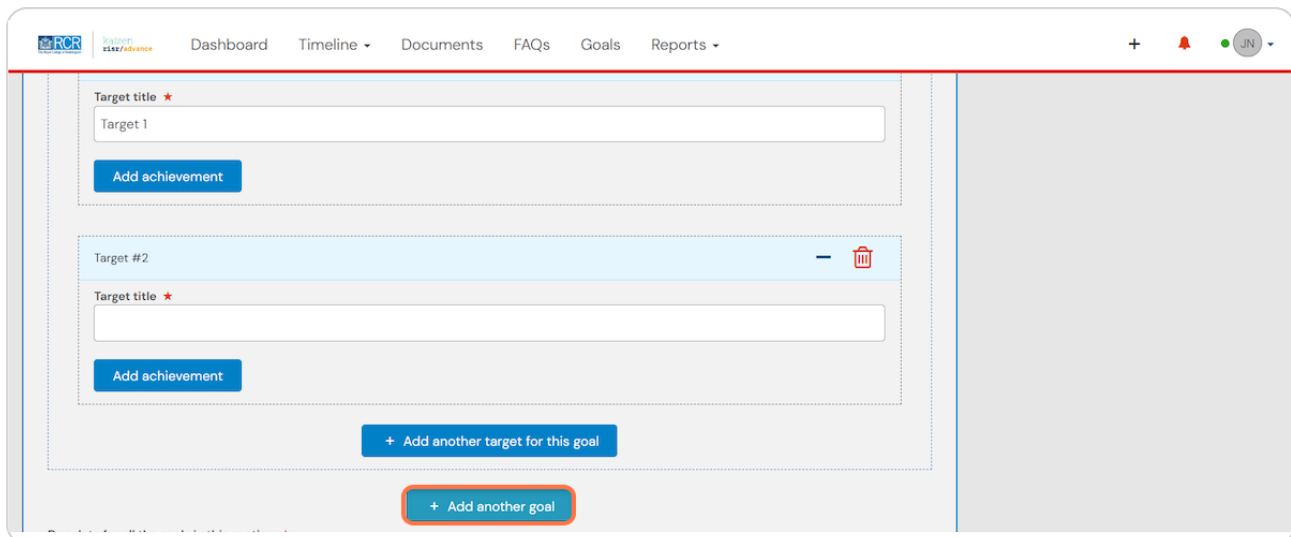 RCR
kaizen
risr/advance
Dashboard
Timeline
Documents
FAQs
Goals
Reports
JN
Target title ★
Target 1
Add achievement
Target #2
Target title ★
Add achievement
+ Add another target for this goal
+ Add another goal